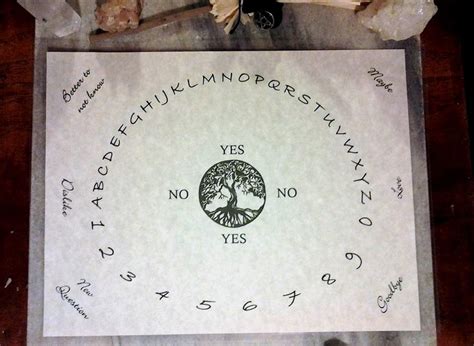 Better to
not know
Maybe
ABCDEFGHIJKLMNOPQRSTUVWXYZ
YES
Dislike
NO
NO
Love
YES
1 2 3 4 5 6 7 8 9 0
New
Question
Goodbye